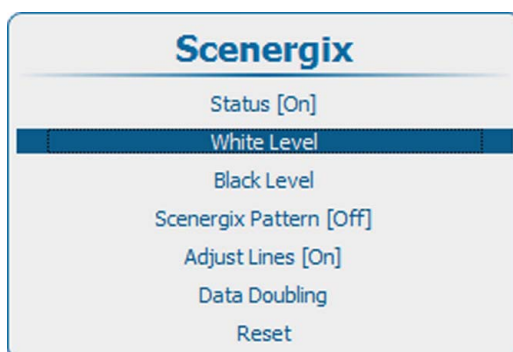 Scenergix
Status [On]
White Level
Black Level
Scenergix Pattern [Off]
Adjust Lines [On]
Data Doubling
Reset